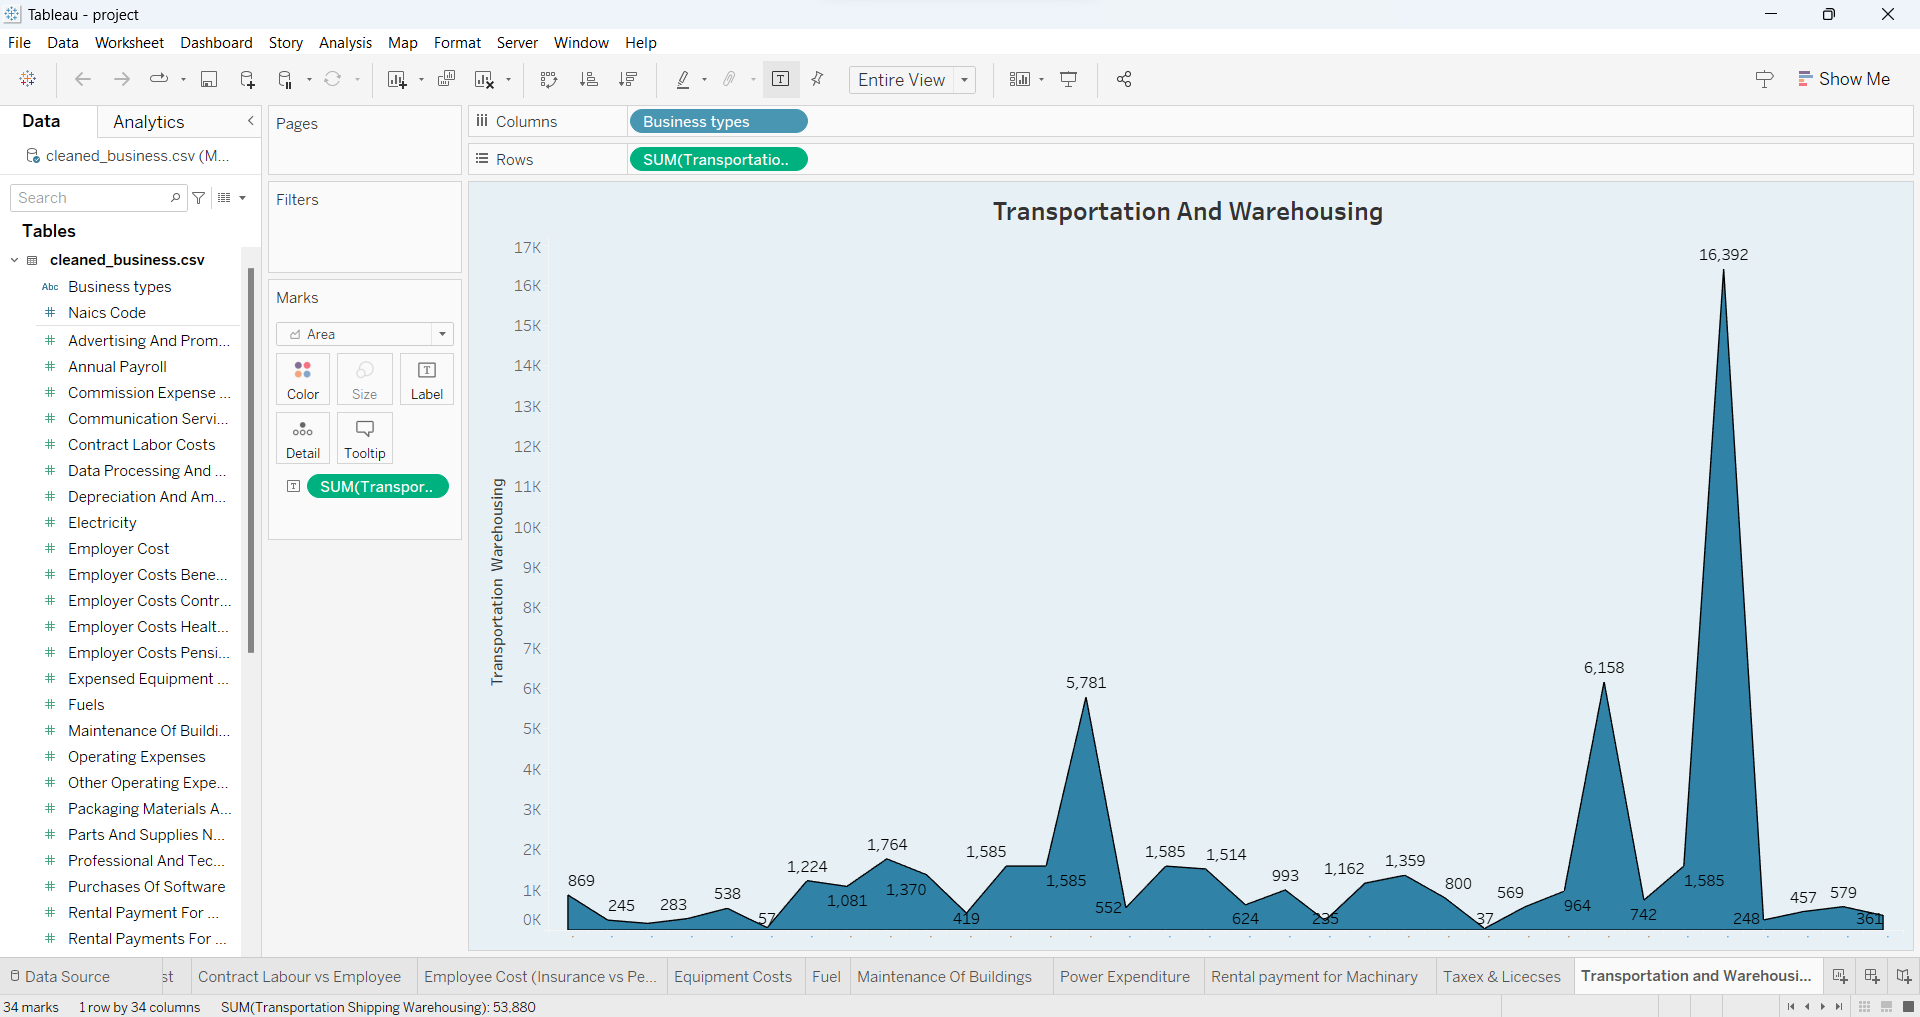 Tableau - project
File Data Worksheet Dashboard Story Analysis Map Format Server Window Help
Entire View
Show Me
Data Analytics
cleaned_business.csv (M...
Search
Tables
cleaned_business.csv
Abc Business types
# Naics Code
# Advertising And Prom...
# Annual Payroll
# Commission Expense ...
# Communication Servi...
# Contract Labor Costs
# Data Processing And ...
# Depreciation And Am...
# Electricity
# Employer Cost
# Employer Costs Bene...
# Employer Costs Contr...
# Employer Costs Healt...
# Employer Costs Pensi...
# Expensed Equipment ...
# Fuels
# Maintenance Of Buildi...
# Operating Expenses
# Other Operating Expe...
# Packaging Materials A...
# Parts And Supplies N...
# Professional And Tec...
# Purchases Of Software
# Rental Payment For ...
# Rental Payments For ...
Pages
Filters
Marks
Area
Color Size T Label
Detail Tooltip
T SUM(Transpor..
Columns Business types
Rows SUM(Transportatio..
Transportation And Warehousing
Transportation Warehousing
17K
16K
15K
14K
13K
12K
11K
10K
9K
8K
7K
6K
5K
4K
3K
2K
1K
0K
869
245
283
538
57
1,224
1,081
1,764
1,370
419
1,585
1,585
5,781
552
1,585
1,514
624
993
235
1,162
1,359
800
37
569
964
6,158
742
1,585
16,392
248
457
579
361
Data Source st Contract Labour vs Employee Employee Cost (Insurance vs Pe... Equipment Costs Fuel Maintenance Of Buildings Power Expenditure Rental payment for Machinary Taxex & Licecses Transportation and Warehousi...
34 marks 1 row by 34 columns SUM(Transportation Shipping Warehousing): 53,880